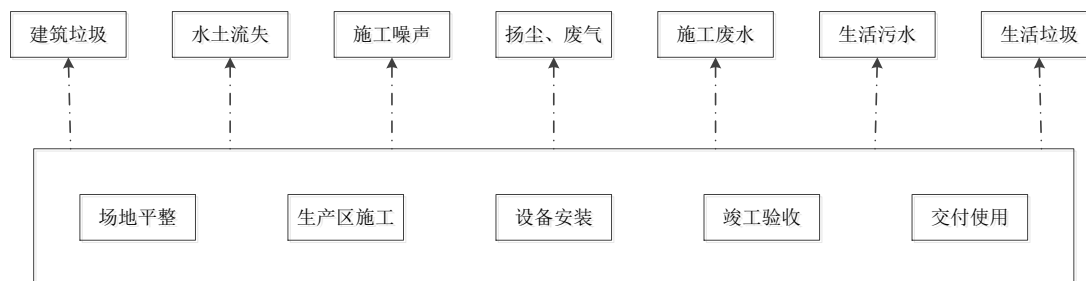 建筑垃圾 水土流失 施工噪声 扬尘、废气 施工废水 生活污水 生活垃圾
场地平整 生产区施工 设备安装 竣工验收 交付使用